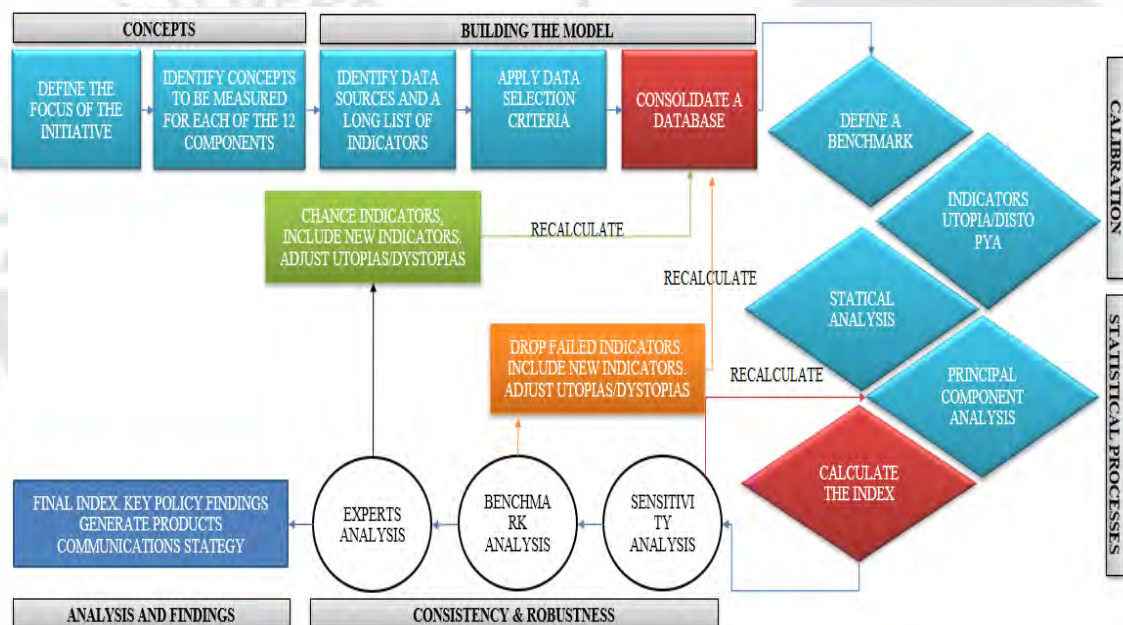 CONCEPTS
BUILDING THE MODEL
DEFINE THE
FOCUS OF THE
INITIATIVE
IDENTIFY CONCEPTS
TO BE MEASURED
FOR EACH OF THE 12
COMPONENTS
IDENTIFY DATA
SOURCES AND A
LONG LIST OF
INDICATORS
APPLY DATA
SELECTION
CRITERIA
CONSOLIDATE A
DATABASE
DEFINE A
BENCHMARK
CALIBRATION
INDICATORS
UTOPIA/DISTO
PYA
CHANCE INDICATORS,
INCLUDE NEW INDICATORS.
ADJUST UTOPIAS/DYSTOPIAS
RECALCULATE
RECALCULATE
STATICAL
ANALYSIS
DROP FAILED INDICATORS.
INCLUDE NEW INDICATORS.
ADJUST UTOPIAS/DYSTOPIAS
RECALCULATE
PRINCIPAL
COMPONENT
ANALYSIS
STATISTICAL PROCESSES
CALCULATE
THE INDEX
FINAL INDEX. KEY POLICY FINDINGS
GENERATE PRODUCTS
COMMUNICATIONS STATEGY
EXPERTS
ANALYSIS
BENCHMA
RK
ANALYSIS
SENSITIVI
TY
ANALYSIS
ANALYSIS AND FINDINGS
CONSISTENCY & ROBUSTNESS